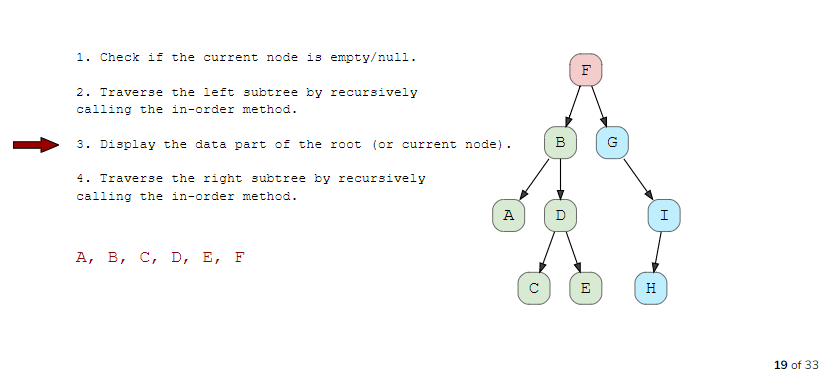 1. Check if the current node is empty/null.
2. Traverse the left subtree by recursively
calling the in-order method.
3. Display the data part of the root (or current node).
4. Traverse the right subtree by recursively
calling the in-order method.
A, B, C, D, E, F
F
B G
A D I
C E H
19 of 33